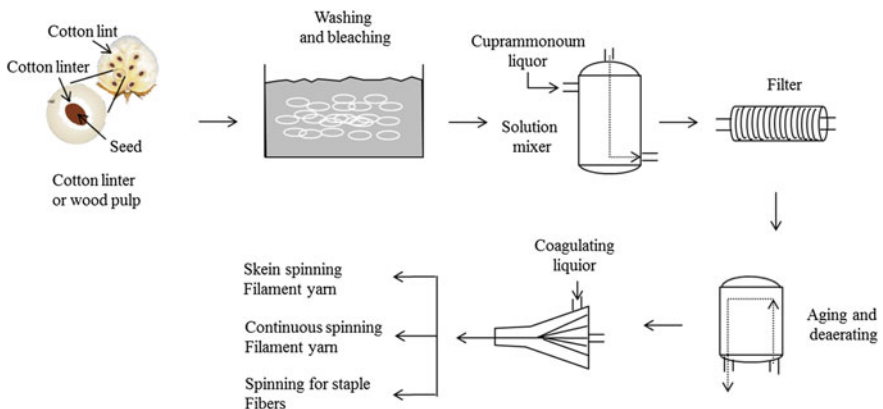 Cotton lint
Cotton linter
Seed
Cotton linter
or wood pulp
Washing
and bleaching
Cuprammonoum
liquor
Solution
mixer
Filter
Aging and
deaerating
Coagulating
liquior
Skein spinning
Filament yarn
Continuous spinning
Filament yarn
Spinning for staple
Fibers